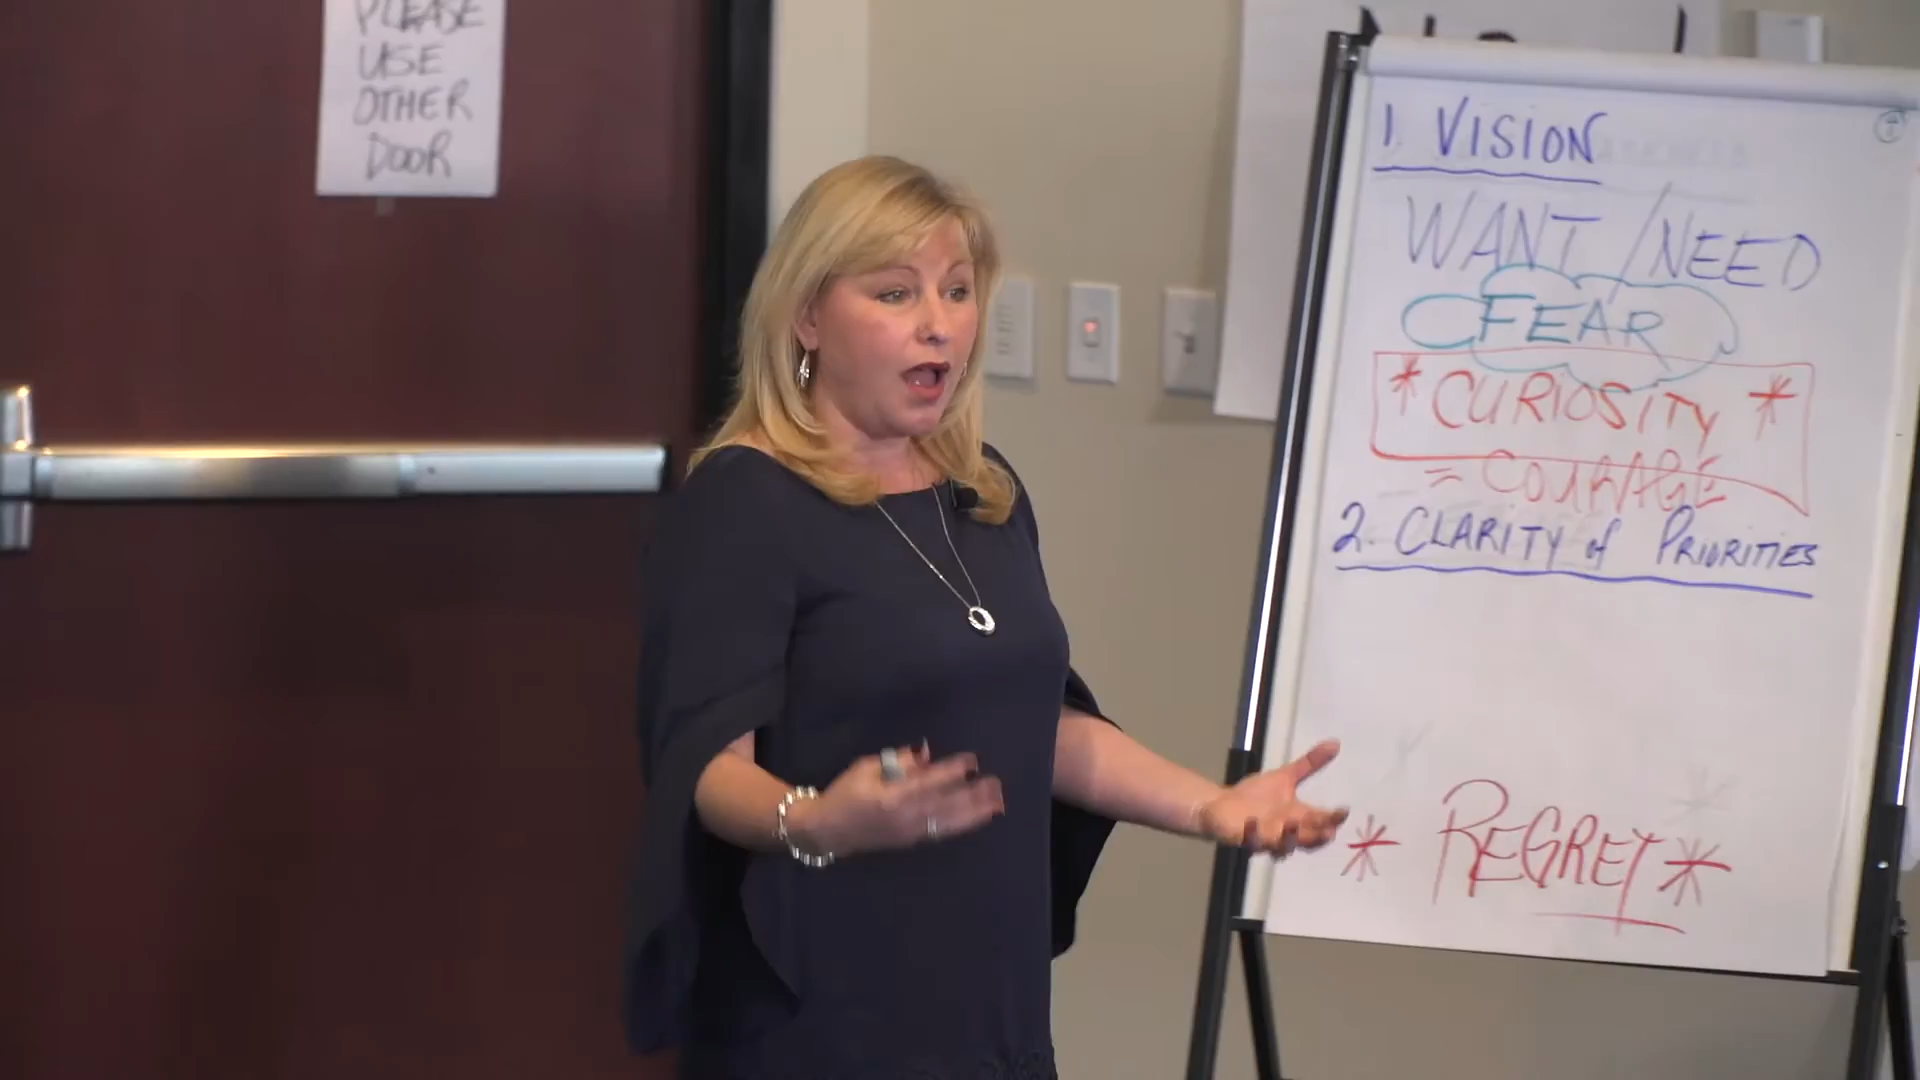 PLEASE
USE
OTHER
DOOR
1. VISION
WANT/NEED
FEAR
* CURIOSITY *
= COURAGE
2. CLARITY of PRIORITIES
* REGRET *